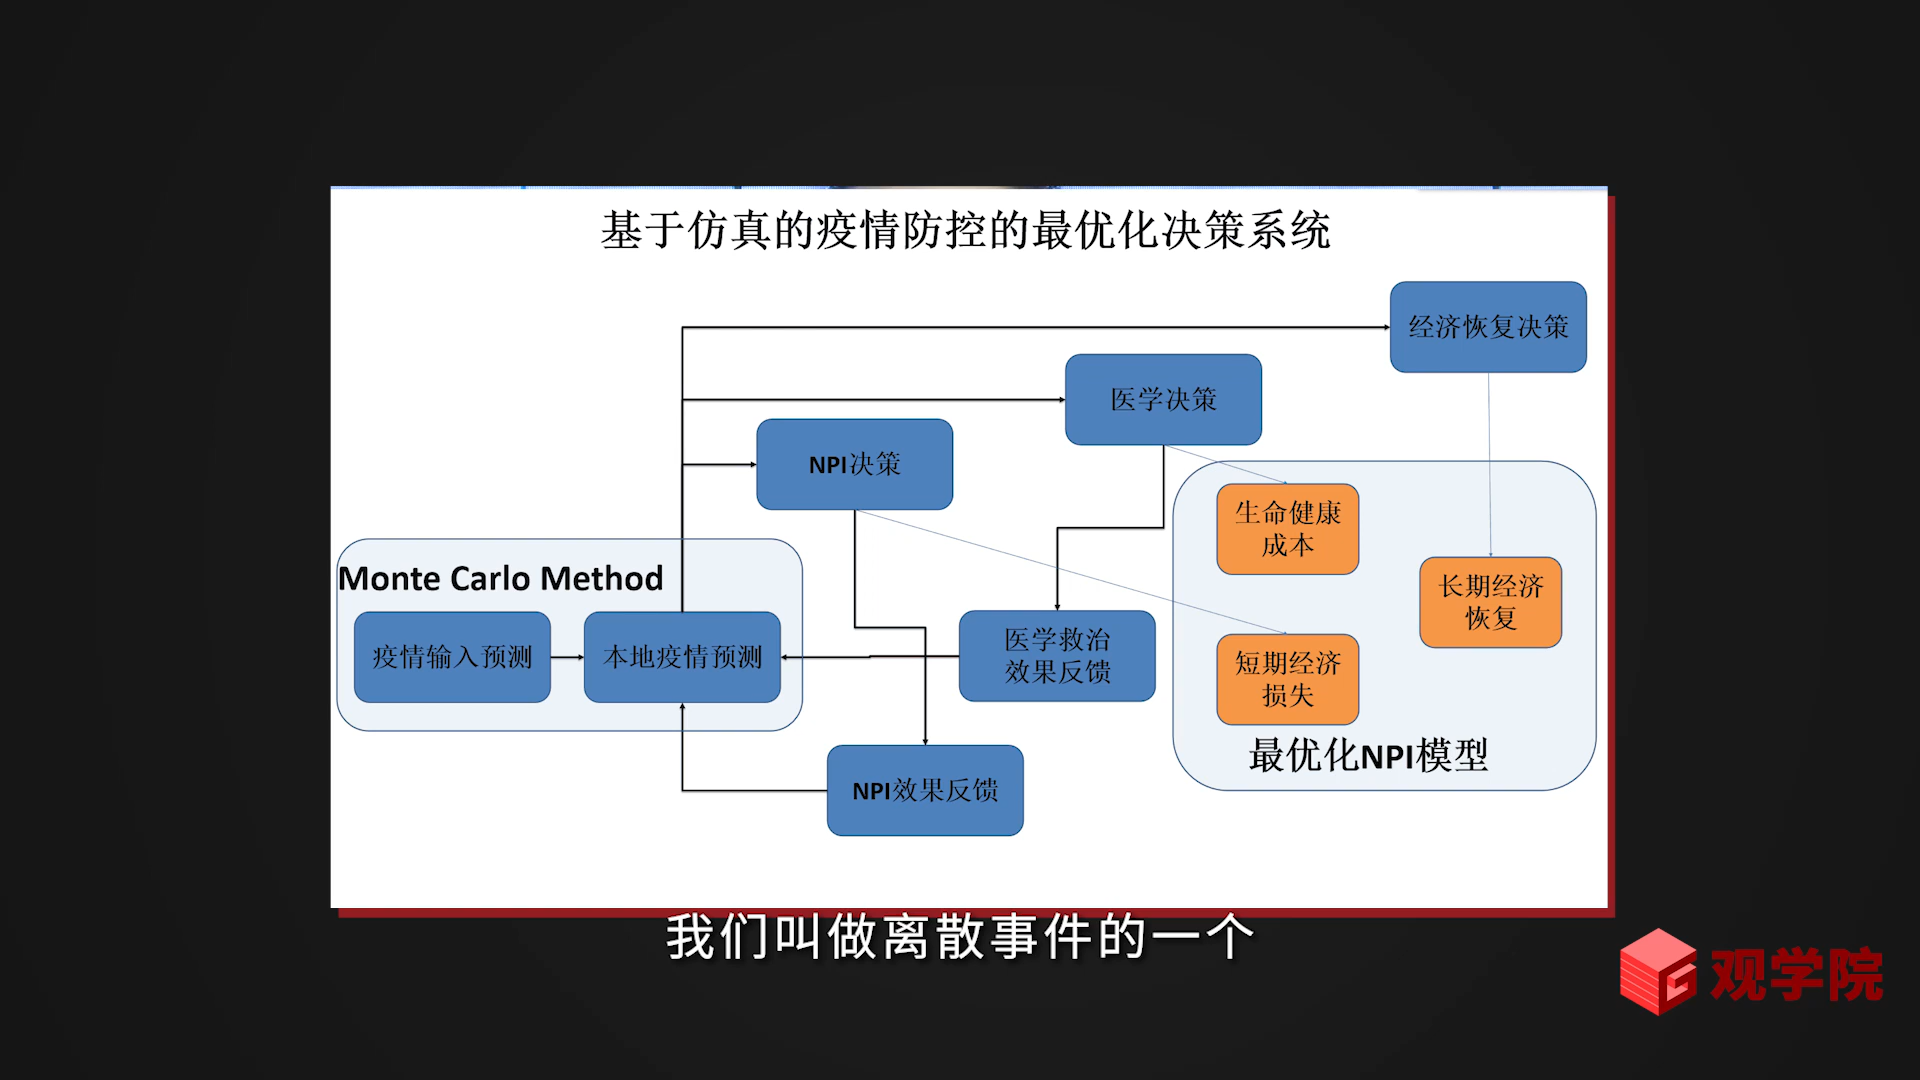 基于仿真的疫情防控的最优化决策系统
经济恢复决策
医学决策
NPI决策
生命健康
成本
Monte Carlo Method
长期经济
恢复
疫情输入预测
本地疫情预测
医学救治
效果反馈
短期经济
损失
最优化NPI模型
NPI效果反馈
我们叫做离散事件的一个
观学院